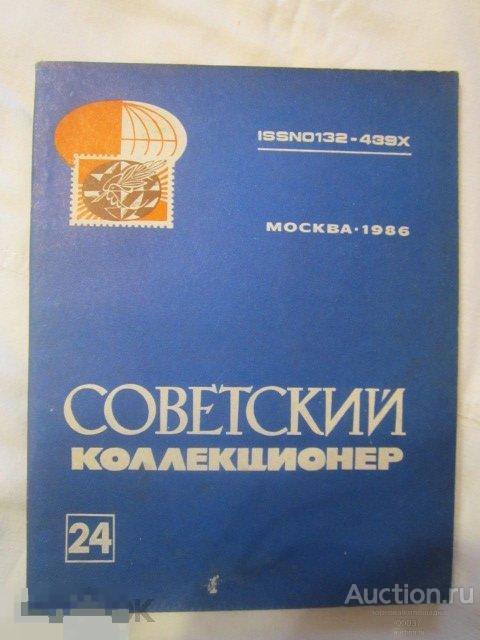 ISSN0132-439X
МОСКВА·1986
СОВЕТСКИЙ
КОЛЛЕКЦИОНЕР
24
Auction.ru